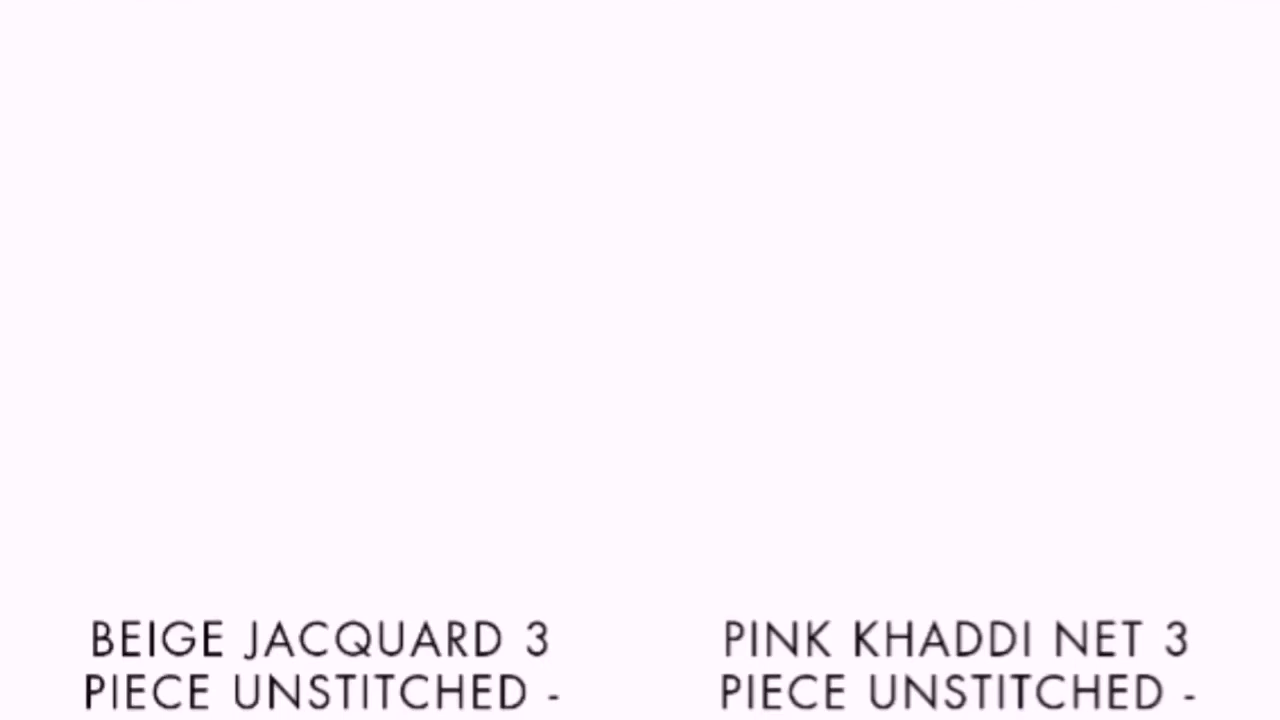 BEIGE JACQUARD 3
PIECE UNSTITCHED -
PINK KHADDI NET 3
PIECE UNSTITCHED -